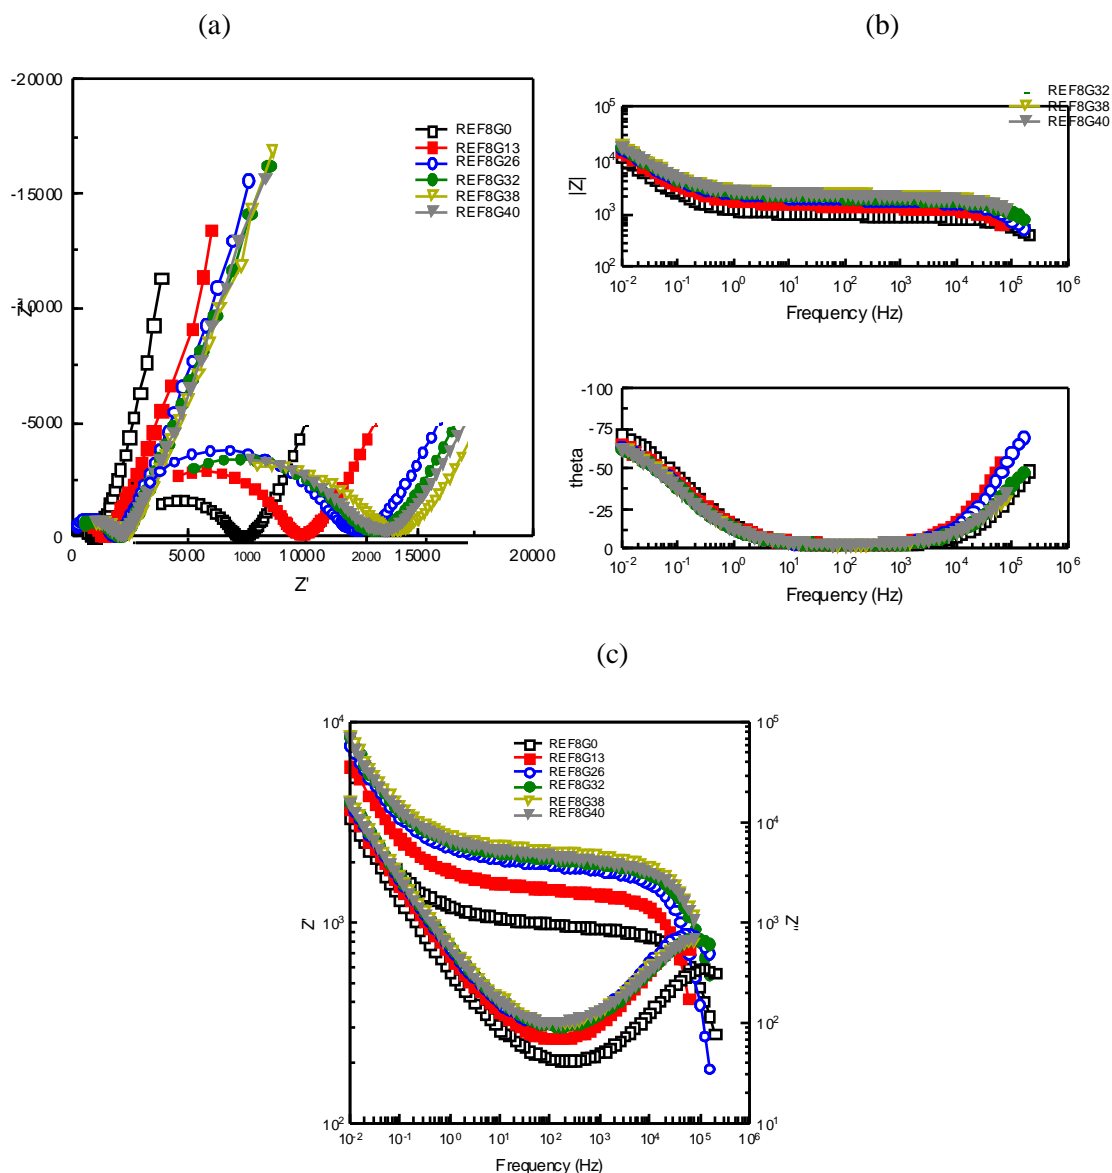 (a)
(b)
-20000
-15000
-10000
-5000
0
REF8G0
REF8G13
REF8G26
REF8G32
REF8G38
REF8G40
0 5000 1000 10000 2000 15000 20000
Z'
REF8G32
REF8G38
REF8G40
|Z|
10^5
10^4
10^3
10^2
10^-2 10^-1 10^0 10^1 10^2 10^3 10^4 10^5 10^6
Frequency (Hz)
theta
-100
-75
-50
-25
0
10^-2 10^-1 10^0 10^1 10^2 10^3 10^4 10^5 10^6
Frequency (Hz)
(c)
10^4
10^3
10^2
Z'
REF8G0
REF8G13
REF8G26
REF8G32
REF8G38
REF8G40
10^5
10^4
10^3
10^2
10^1
Z''
10^-2 10^-1 10^0 10^1 10^2 10^3 10^4 10^5 10^6
Frequency (Hz)